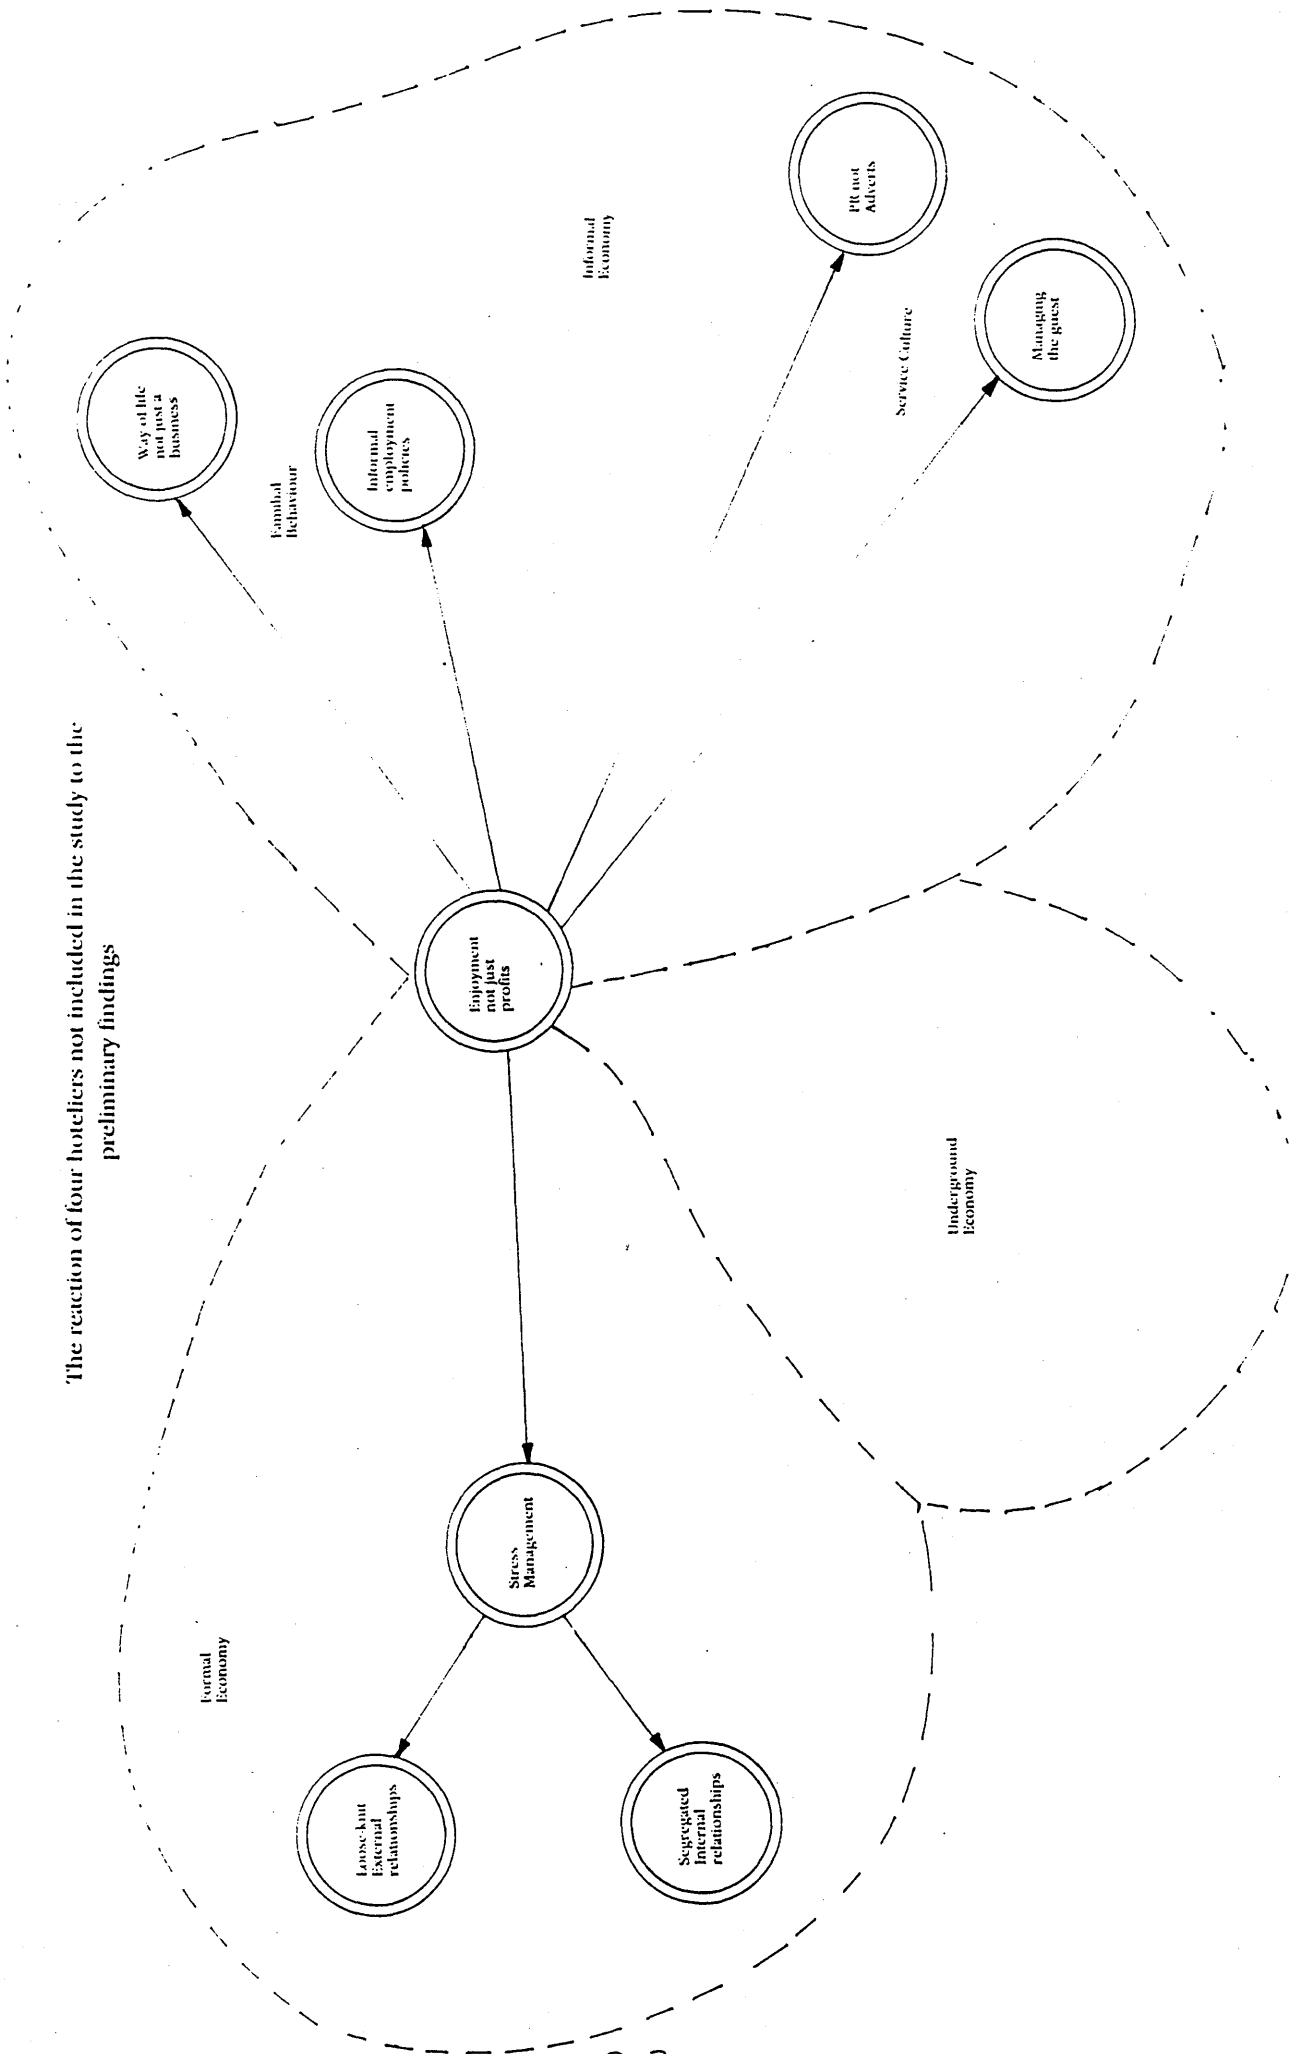 The reaction of four hoteliers not included in the study to the
preliminary findings
Formal
Economy
Loose-knit
External
relationships
Segregated
Internal
relationships
Stress
Management
Enjoyment
not just
profits
Underground
Economy
Familial
Behaviour
Way of life
not just a
business
Informal
employment
policies
Informal
Economy
Service Culture
PR not
Adverts
Managing
the guest